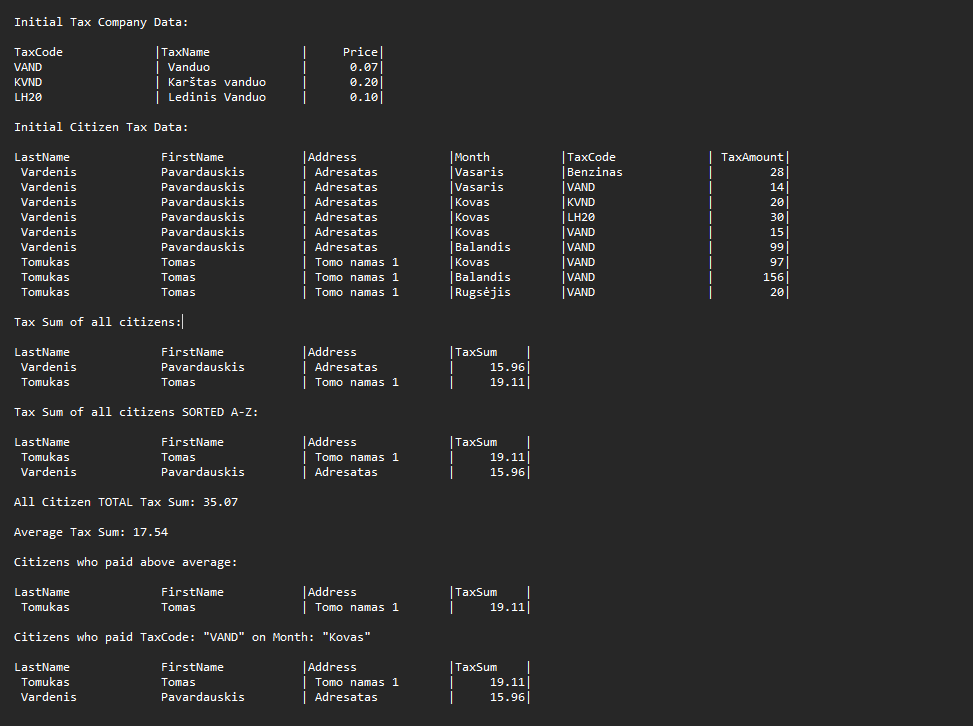 Initial Tax Company Data:
TaxCode |TaxName | Price|
VAND | Vanduo | 0.07|
KVND | Karštas vanduo | 0.20|
LH20 | Ledinis Vanduo | 0.10|
Initial Citizen Tax Data:
LastName FirstName |Address |Month |TaxCode | TaxAmount|
Vardenis Pavardauskis | Adresatas |Vasaris |Benzinas | 28|
Vardenis Pavardauskis | Adresatas |Vasaris |VAND | 14|
Vardenis Pavardauskis | Adresatas |Kovas |KVND | 20|
Vardenis Pavardauskis | Adresatas |Kovas |LH20 | 30|
Vardenis Pavardauskis | Adresatas |Kovas |VAND | 15|
Vardenis Pavardauskis | Adresatas |Balandis |VAND | 99|
Tomukas Tomas | Tomo namas 1 |Kovas |VAND | 97|
Tomukas Tomas | Tomo namas 1 |Balandis |VAND | 156|
Tomukas Tomas | Tomo namas 1 |Rugsėjis |VAND | 20|
Tax Sum of all citizens:
LastName FirstName |Address |TaxSum |
Vardenis Pavardauskis | Adresatas | 15.96|
Tomukas Tomas | Tomo namas 1 | 19.11|
Tax Sum of all citizens SORTED A-Z:
LastName FirstName |Address |TaxSum |
Tomukas Tomas | Tomo namas 1 | 19.11|
Vardenis Pavardauskis | Adresatas | 15.96|
All Citizen TOTAL Tax Sum: 35.07
Average Tax Sum: 17.54
Citizens who paid above average:
LastName FirstName |Address |TaxSum |
Tomukas Tomas | Tomo namas 1 | 19.11|
Citizens who paid TaxCode: "VAND" on Month: "Kovas"
LastName FirstName |Address |TaxSum |
Tomukas Tomas | Tomo namas 1 | 19.11|
Vardenis Pavardauskis | Adresatas | 15.96|